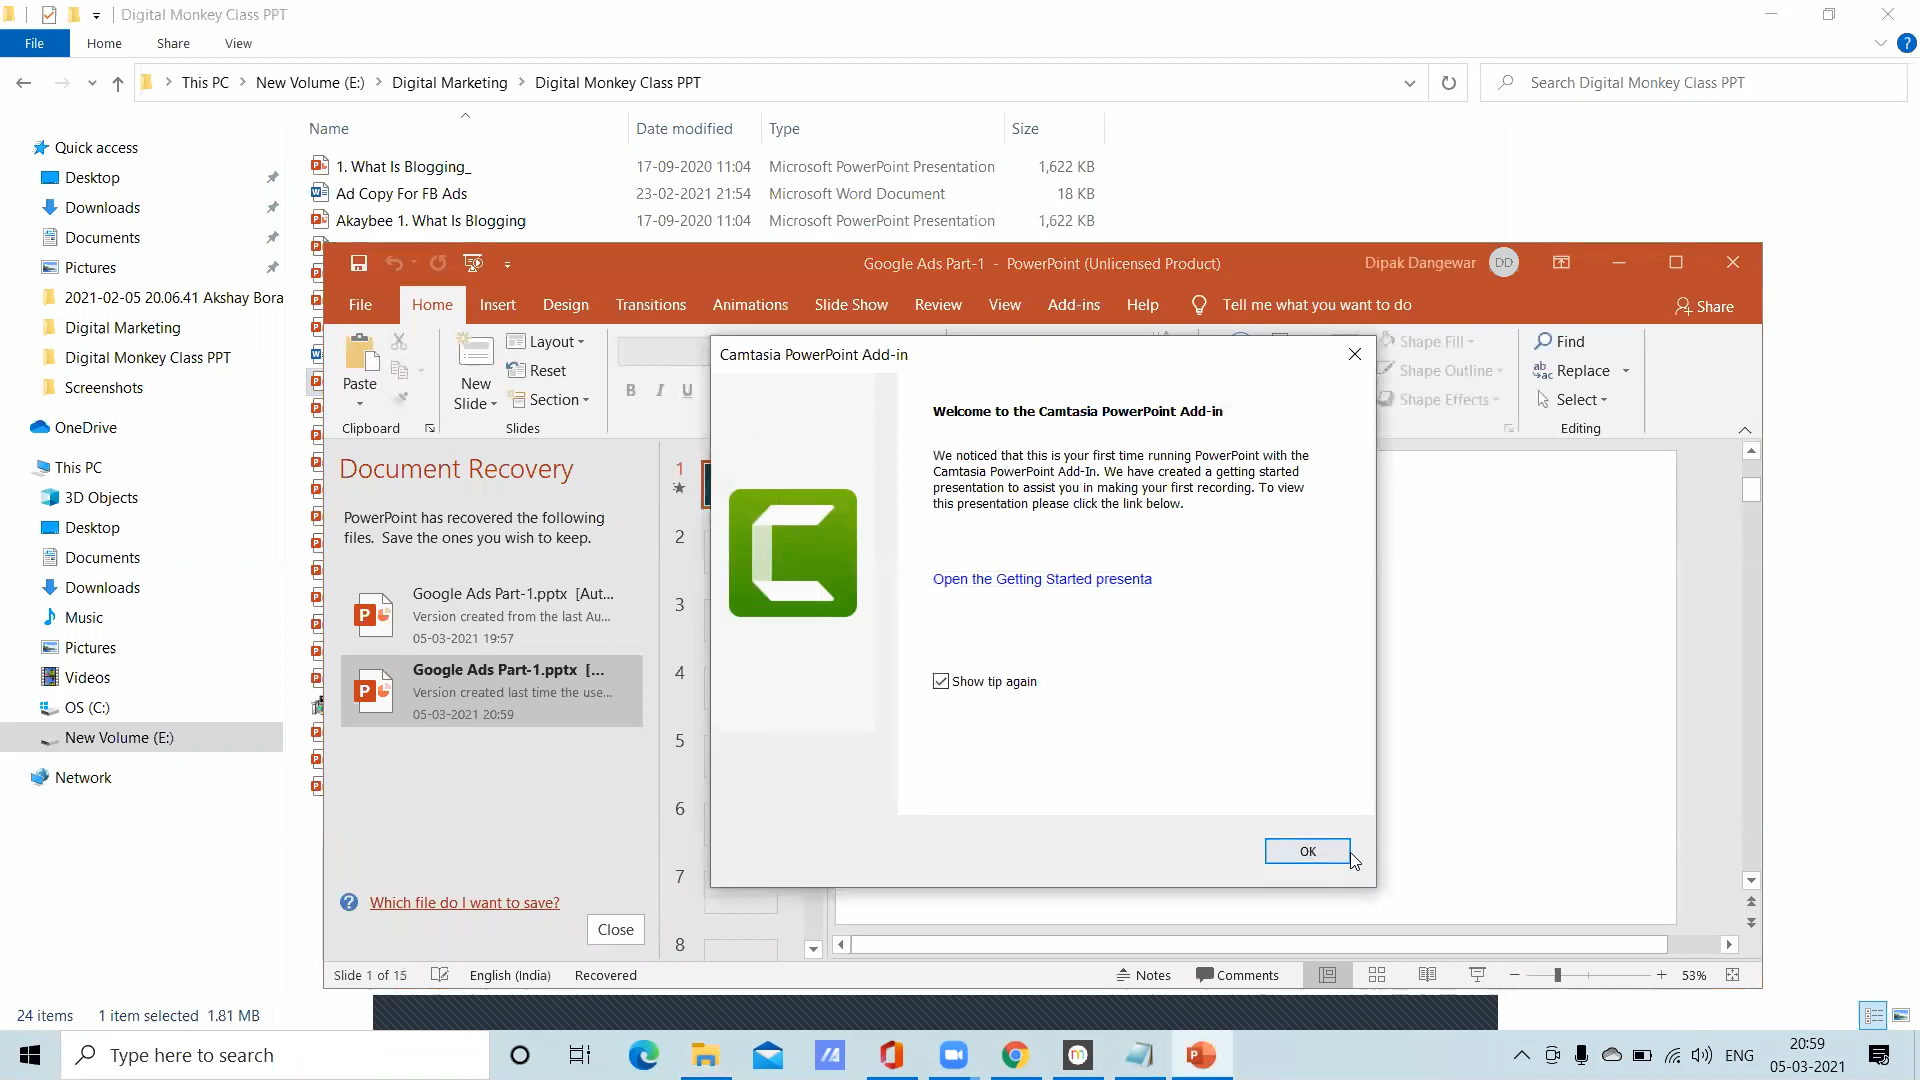 Digital Monkey Class PPT
File Home Share View
This PC New Volume (E:) Digital Marketing Digital Monkey Class PPT
Search Digital Monkey Class PPT
Name Date modified Type Size
Quick access
Desktop
Downloads
Documents
Pictures
2021-02-05 20.06.41 Akshay Bora
Digital Marketing
Digital Monkey Class PPT
Screenshots
OneDrive
This PC
3D Objects
Desktop
Documents
Downloads
Music
Pictures
Videos
OS (C:)
New Volume (E:)
Network
1. What Is Blogging_ 17-09-2020 11:04 Microsoft PowerPoint Presentation 1,622 KB
Ad Copy For FB Ads 23-02-2021 21:54 Microsoft Word Document 18 KB
Akaybee 1. What Is Blogging 17-09-2020 11:04 Microsoft PowerPoint Presentation 1,622 KB
Google Ads Part-1 - PowerPoint (Unlicensed Product)
Dipak Dangewar DD
File Home Insert Design Transitions Animations Slide Show Review View Add-ins Help Tell me what you want to do Share
Paste
Clipboard
New
Slide
Layout
Reset
Section
Slides
B I U
Shape Fill
Shape Outline
Shape Effects
Find
Replace
Select
Editing
Document Recovery
PowerPoint has recovered the following
files. Save the ones you wish to keep.
Google Ads Part-1.pptx [Aut...
Version created from the last Au...
05-03-2021 19:57
Google Ads Part-1.pptx [...
Version created last time the use...
05-03-2021 20:59
Which file do I want to save?
Close
1
2
3
4
5
6
7
8
Camtasia PowerPoint Add-in
Welcome to the Camtasia PowerPoint Add-in
We noticed that this is your first time running PowerPoint with the
Camtasia PowerPoint Add-In. We have created a getting started
presentation to assist you in making your first recording. To view
this presentation please click the link below.
Open the Getting Started presenta
Show tip again
OK
Slide 1 of 15 English (India) Recovered Notes Comments 53%
24 items 1 item selected 1.81 MB
Type here to search
ENG
20:59
05-03-2021